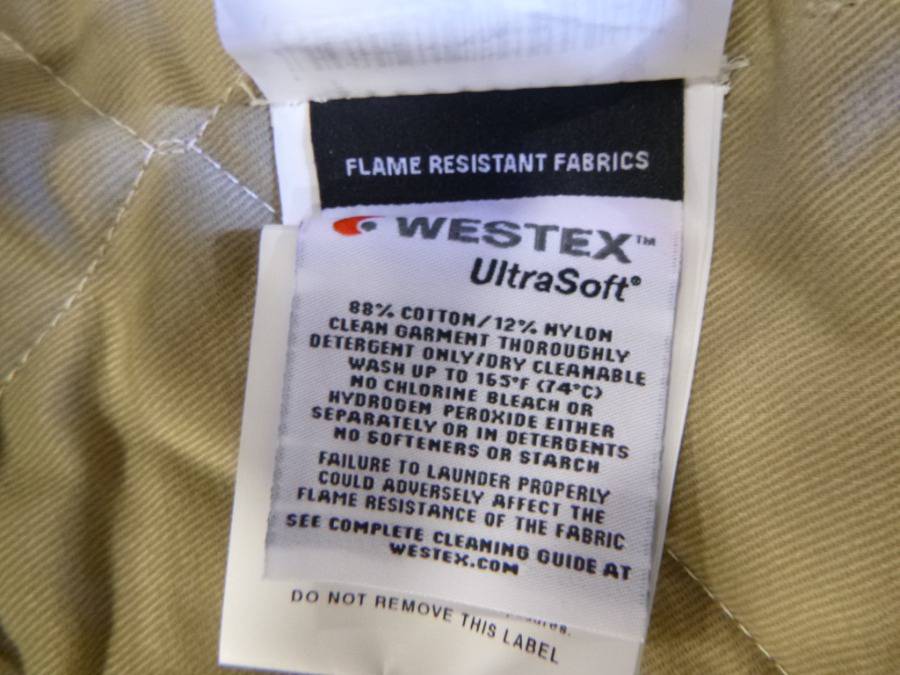 FLAME RESISTANT FABRICS
WESTEX™
UltraSoft®
88% COTTON/12% NYLON
CLEAN GARMENT THOROUGHLY
DETERGENT ONLY/DRY CLEANABLE
WASH UP TO 165°F (74°C)
NO CHLORINE BLEACH OR
HYDROGEN PEROXIDE EITHER
SEPARATELY OR IN DETERGENTS
NO SOFTENERS OR STARCH
FAILURE TO LAUNDER PROPERLY
COULD ADVERSELY AFFECT THE
FLAME RESISTANCE OF THE FABRIC
SEE COMPLETE CLEANING GUIDE AT
WESTEX.COM
DO NOT REMOVE THIS LABEL